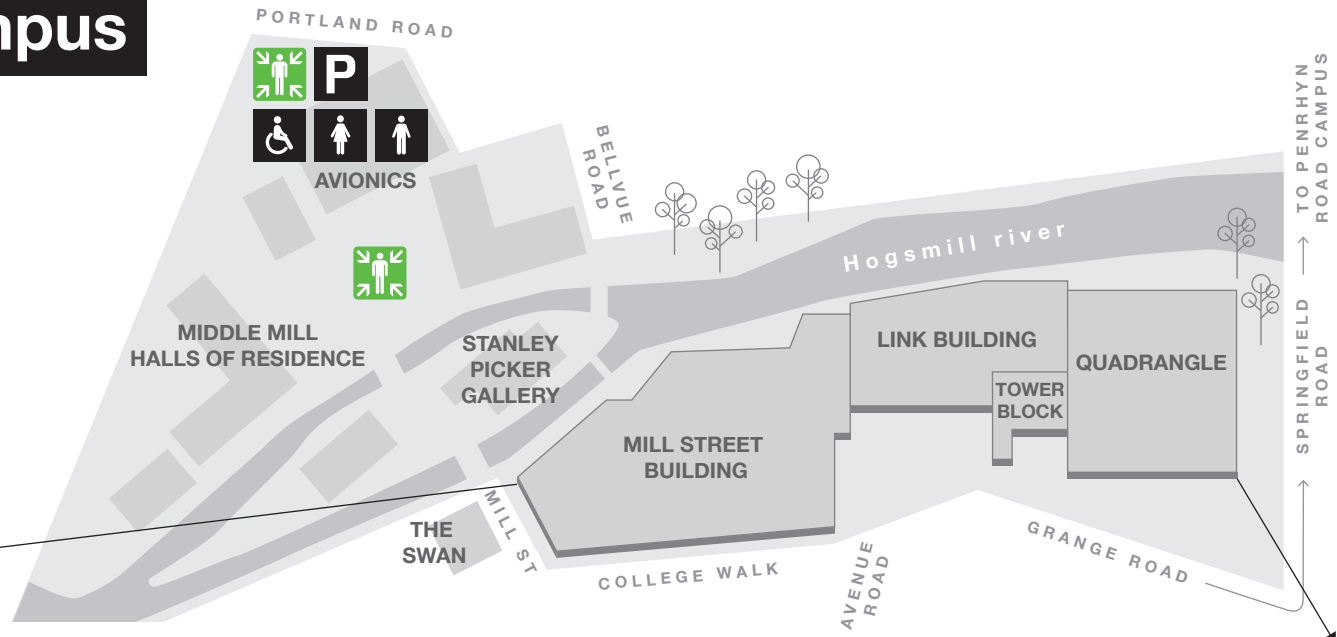 mpus
PORTLAND ROAD
P
AVIONICS
BELLVUE
ROAD
TO PENRHYN
ROAD CAMPUS
Hogsmill river
MIDDLE MILL
HALLS OF RESIDENCE
STANLEY
PICKER
GALLERY
LINK BUILDING
QUADRANGLE
TOWER
BLOCK
SPRINGFIELD
ROAD
MILL STREET
BUILDING
THE
SWAN
MILL ST
COLLEGE WALK
AVENUE
ROAD
GRANGE ROAD